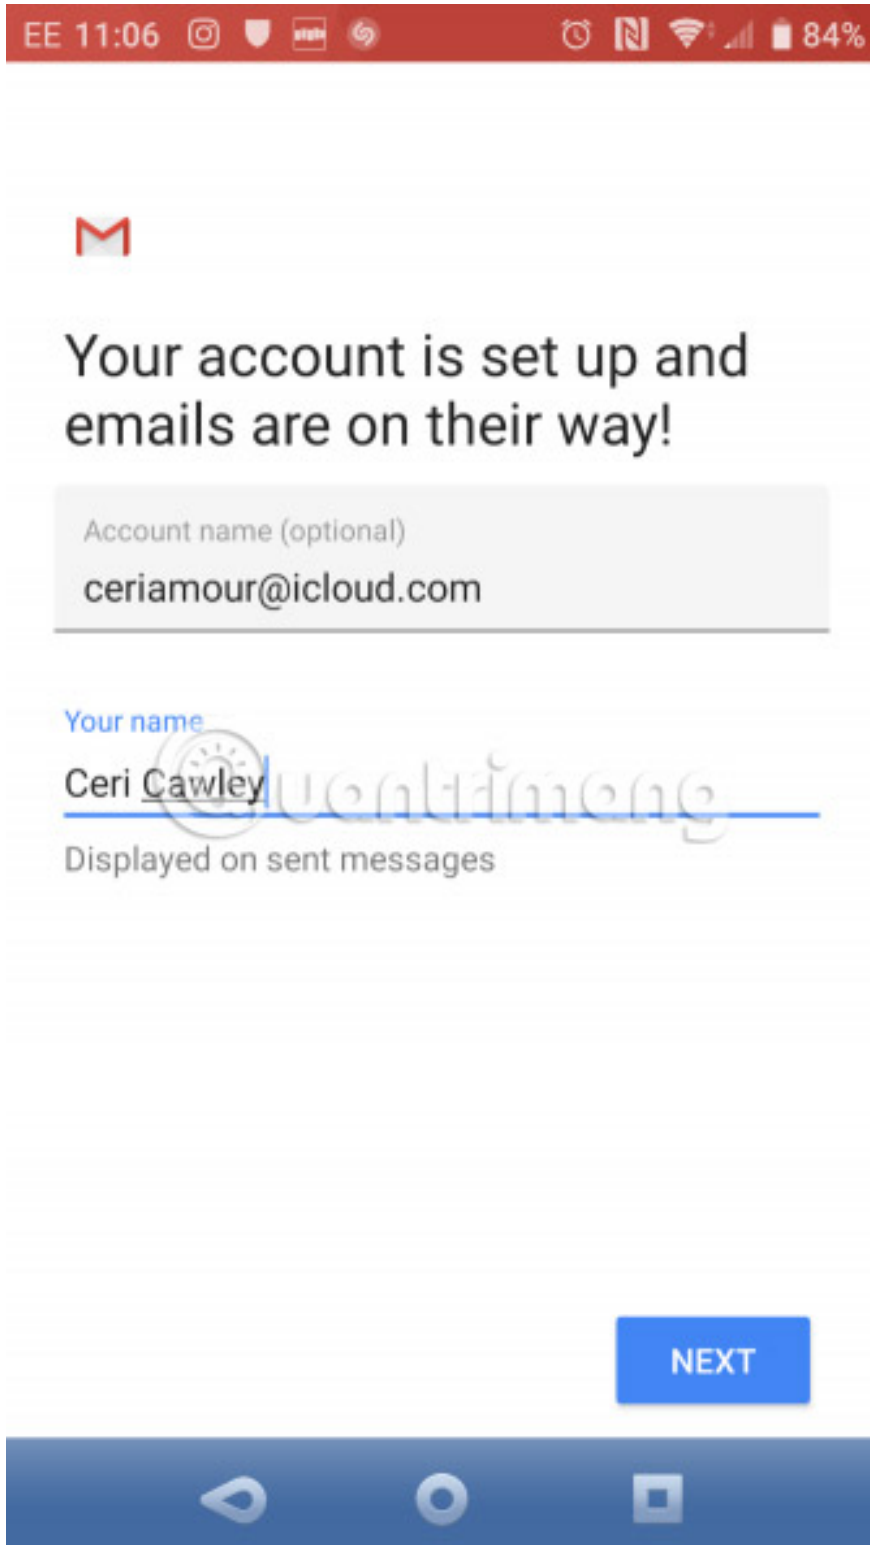 EE 11:06 84%
Your account is set up and
emails are on their way!
Account name (optional)
ceriamour@icloud.com
Your name
Ceri Cawley
Quantrimang
Displayed on sent messages
NEXT